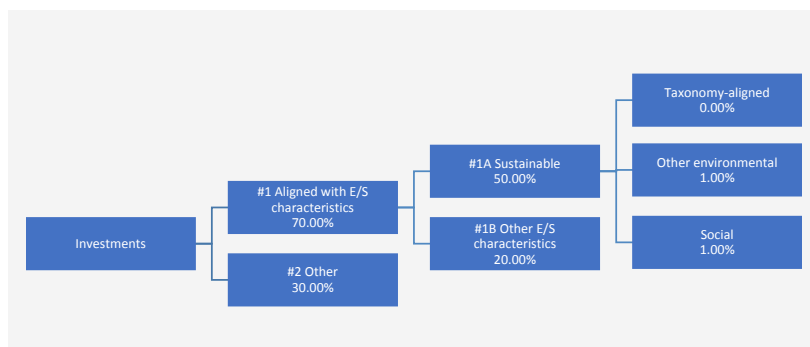 Investments
#1 Aligned with E/S
characteristics
70.00%
#2 Other
30.00%
#1A Sustainable
50.00%
#1B Other E/S
characteristics
20.00%
Taxonomy-aligned
0.00%
Other environmental
1.00%
Social
1.00%